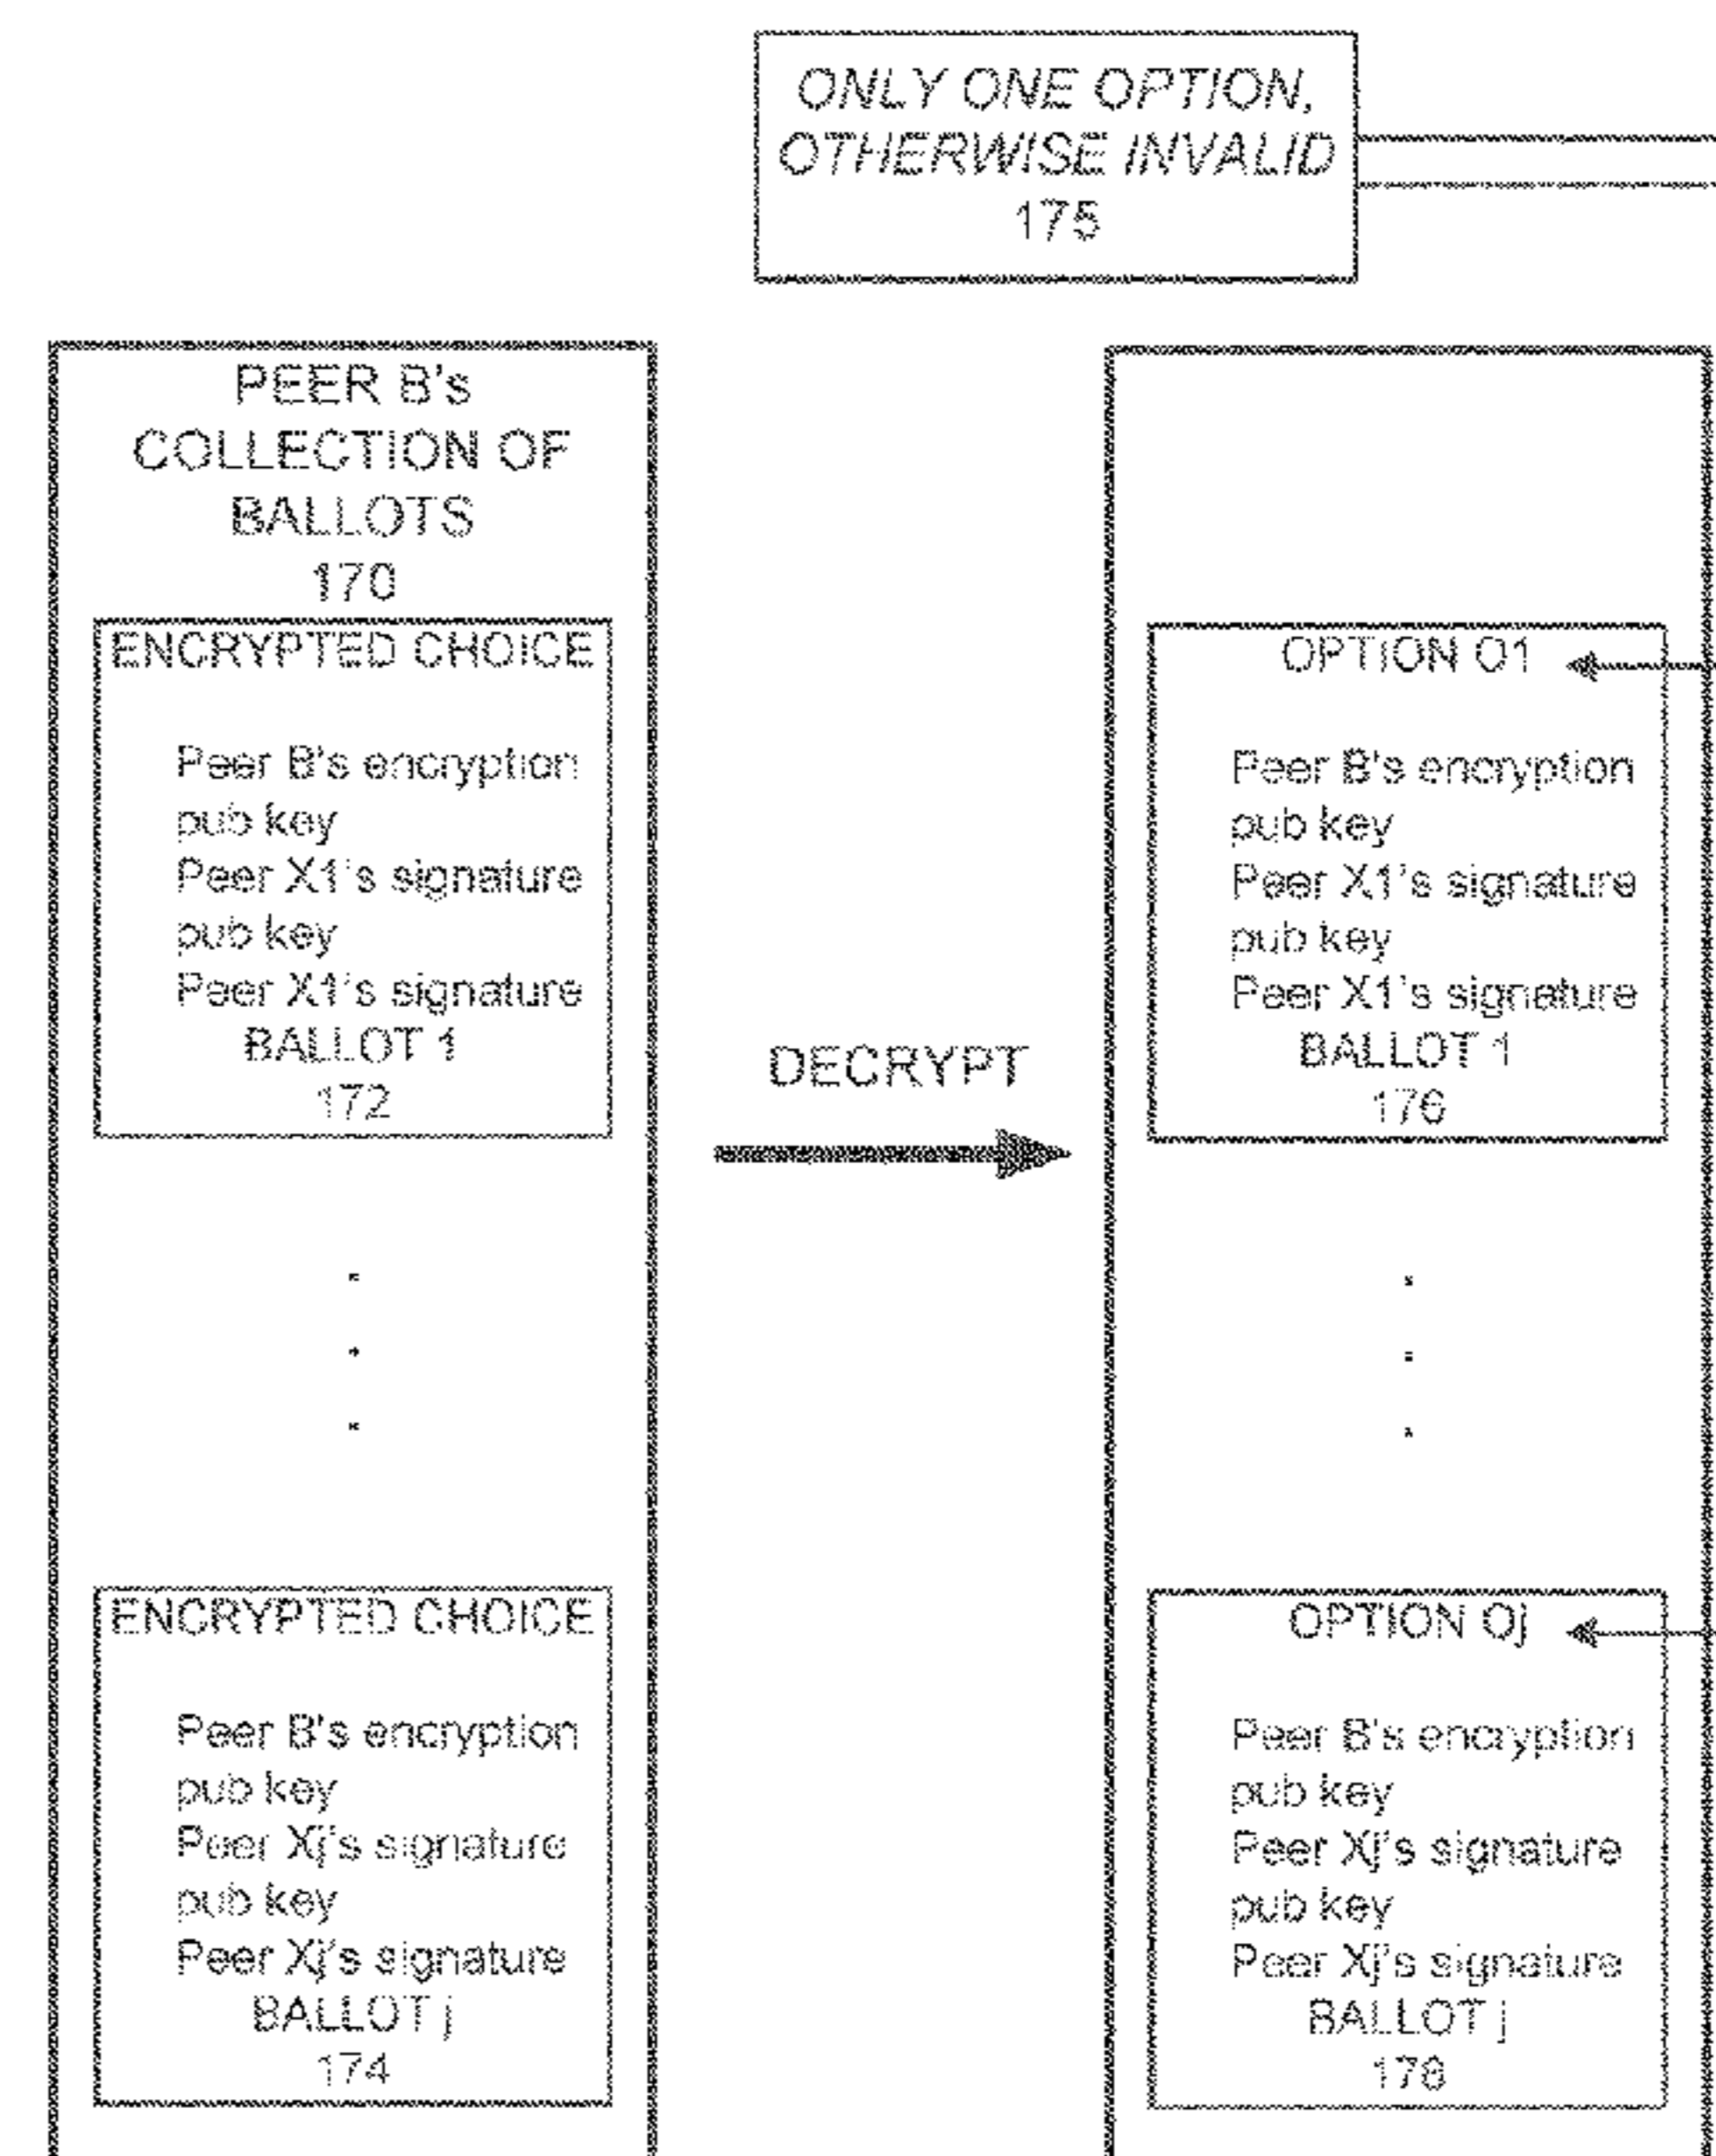 ONLY ONE OPTION,
OTHERWISE INVALID
175
PEER B's
COLLECTION OF
BALLOTS
170
ENCRYPTED CHOICE
Peer B's encryption
pub key
Peer X1's signature
pub key
Peer X1's signature
BALLOT 1
172
ENCRYPTED CHOICE
Peer B's encryption
pub key
Peer Xj's signature
pub key
Peer Xj's signature
BALLOT j
174
DECRYPT
OPTION O1
Peer B's encryption
pub key
Peer X1's signature
pub key
Peer X1's signature
BALLOT 1
176
OPTION Oj
Peer B's encryption
pub key
Peer Xj's signature
pub key
Peer Xj's signature
BALLOT j
178